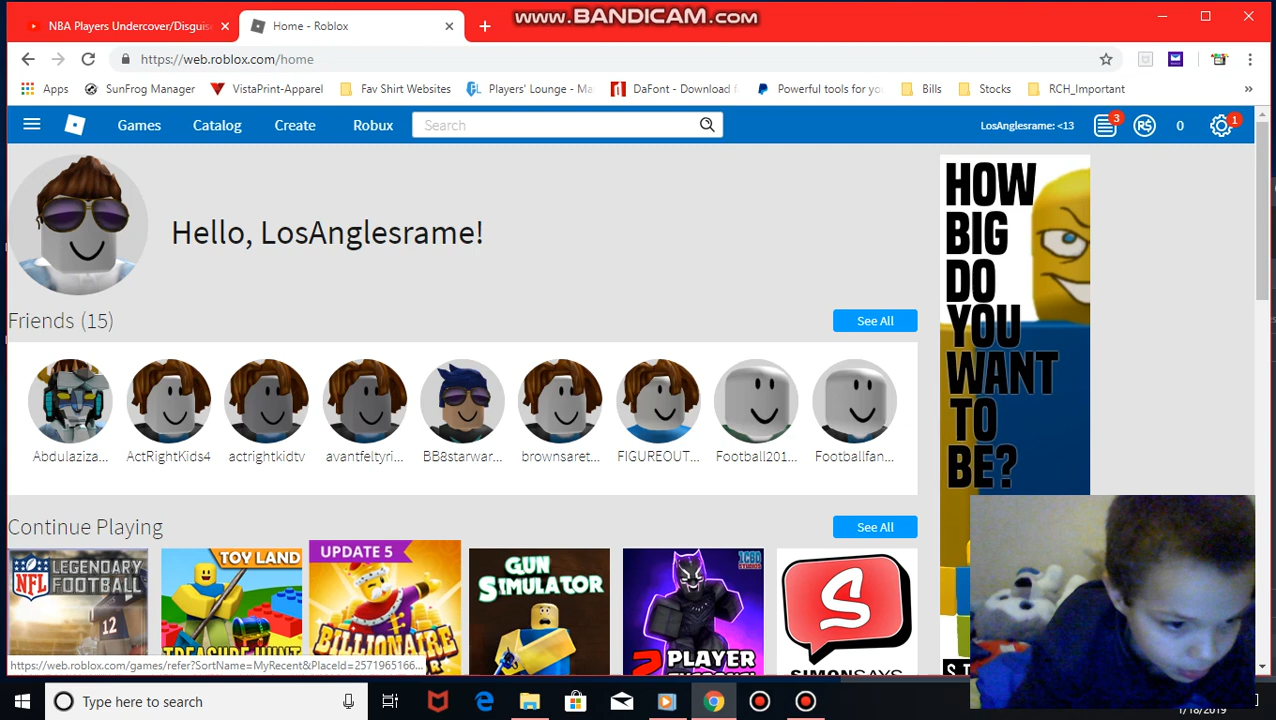 www.BANDICAM.com
NBA Players Undercover/Disguis
Home - Roblox
https://web.roblox.com/home
Apps
SunFrog Manager
VistaPrint-Apparel
Fav Shirt Websites
Players' Lounge - Ma
DaFont - Download f
Powerful tools for you
Bills
Stocks
RCH_Important
Games
Catalog
Create
Robux
Search
LosAnglesrame: <13
3
R$
0
1
Hello, LosAnglesrame!
Friends (15)
See All
Abdulaziza...
ActRightKids4
actrightkidtv
avantfeltyri...
BB8starwar...
brownsaret...
FIGUREOUT...
Football201...
Footballfan...
HOW
BIG
DO
YOU
WANT
TO
BE?
Continue Playing
See All
NFL LEGENDARY
FOOTBALL
12
TOY LAND
TREASURE HUNT
UPDATE 5
BILLIONAIRE
GUN
SIMULATOR
2 PLAYER
S
SIMON SAYS
https://web.roblox.com/games/refer?SortName=MyRecent&PlaceId=2571965166...
Type here to search
1/18/2019